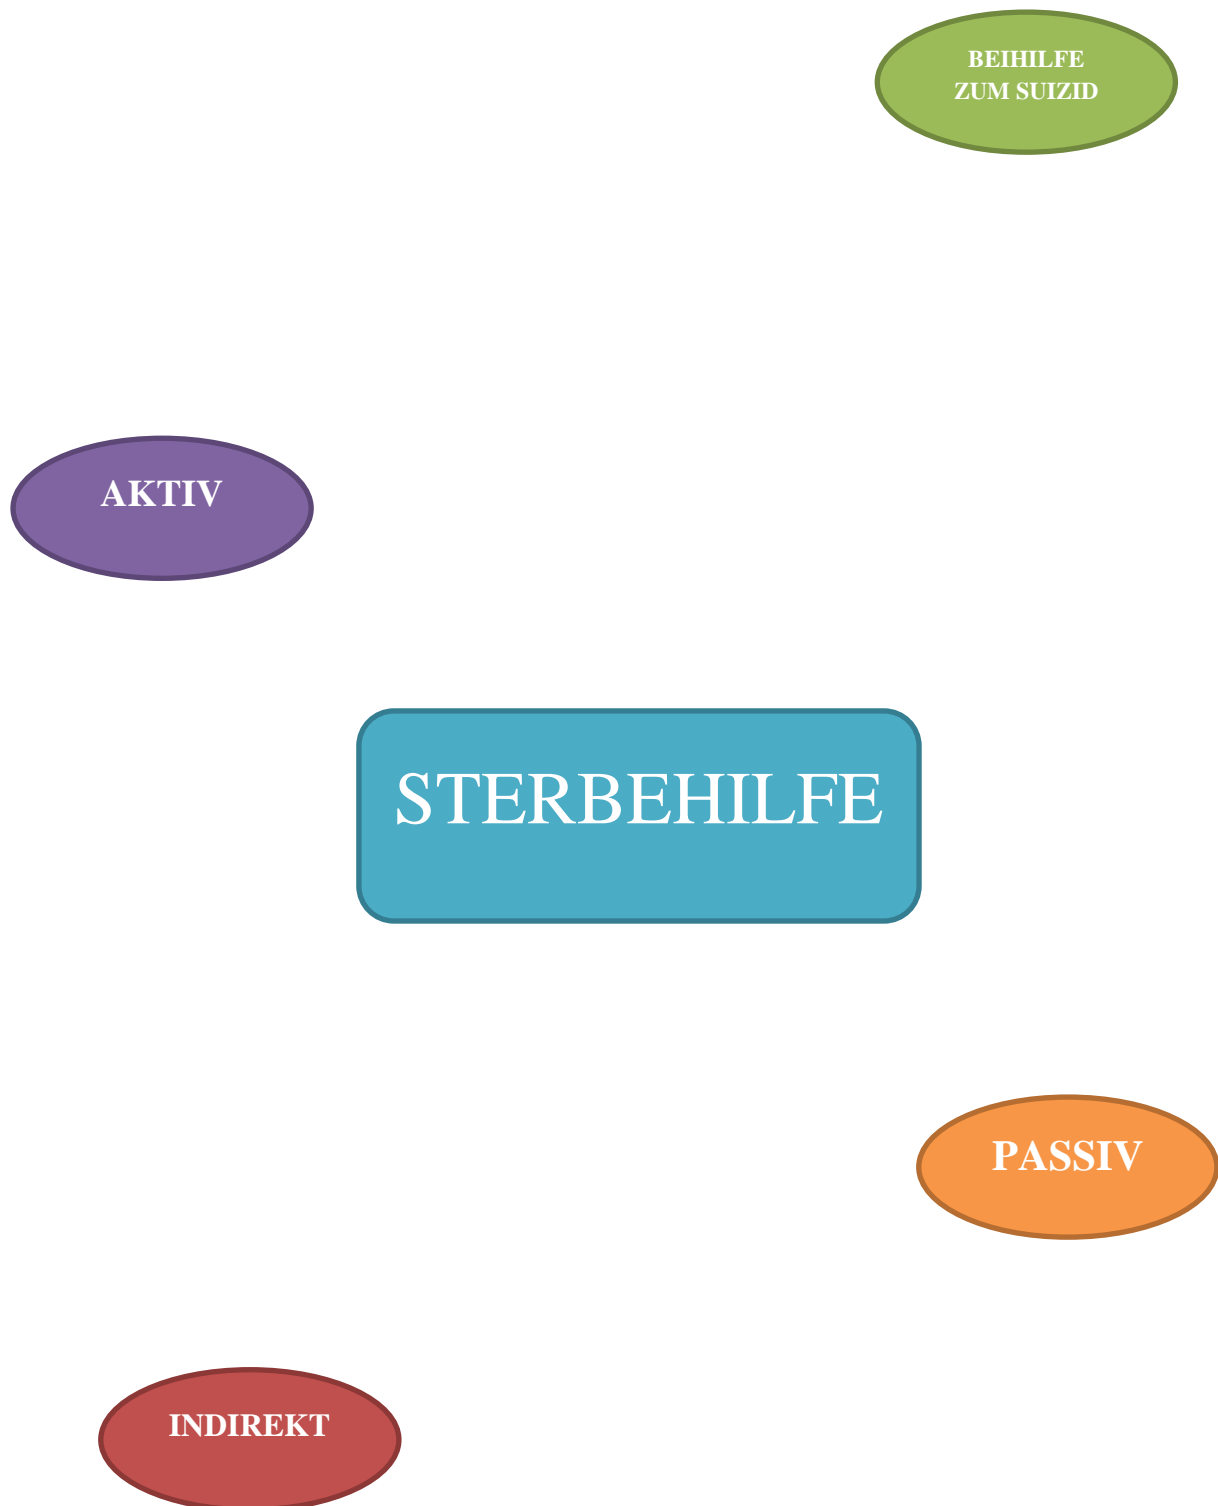 BEIHILFE
ZUM SUIZID
AKTIV
STERBEHILFE
PASSIV
INDIREKT